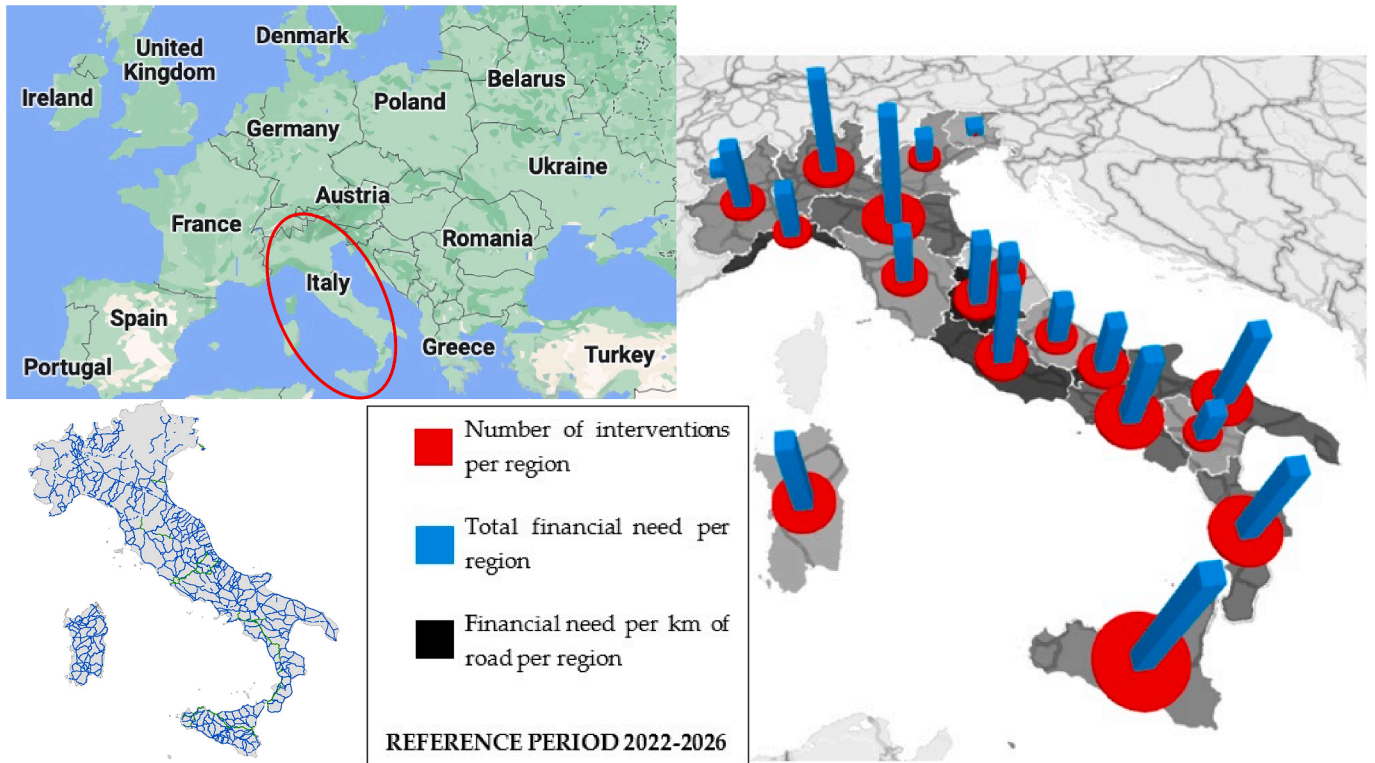 Denmark
United
Kingdom
Belarus
Ireland
Poland
Germany
Ukraine
Austria
France
Romania
Italy
Spain
Greece
Turkey
Portugal
Number of interventions
per region
Total financial need per
region
Financial need per km of
road per region
REFERENCE PERIOD 2022-2026